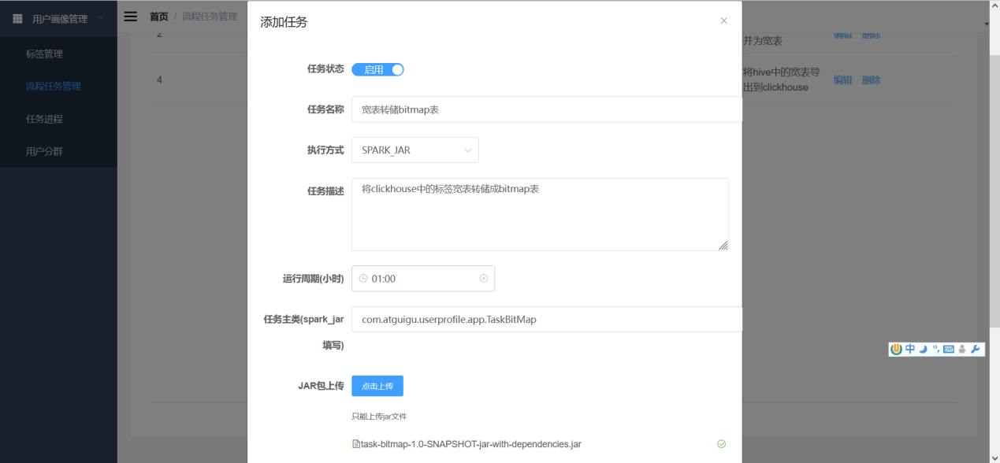 用户画像管理
首页 / 流程任务管理
标签管理
流程任务管理
任务进程
用户分群
2
并为宽表
编辑 删除
4
将hive中的宽表导
出到clickhouse
编辑 删除
添加任务
任务状态
启用
任务名称
宽表转储bitmap表
执行方式
SPARK_JAR
任务描述
将clickhouse中的标签宽表转储成bitmap表
运行周期(小时)
01:00
任务主类(spark_jar
填写)
com.atguigu.userprofile.app.TaskBitMap
JAR包上传
点击上传
只能上传jar文件
task-bitmap-1.0-SNAPSHOT-jar-with-dependencies.jar
中